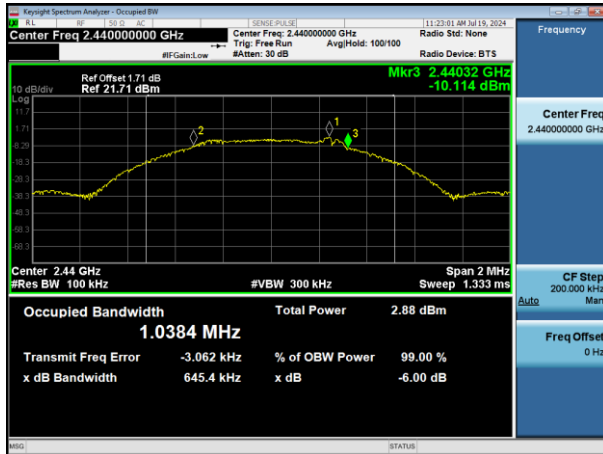 Keysight Spectrum Analyzer - Occupied BW
RL RF 50 Ω AC SENSE:PULSE 11:23:01 AM Jul 19, 2024
Center Freq 2.440000000 GHz Center Freq: 2.440000000 GHz Radio Std: None
Trig: Free Run Avg|Hold: 100/100
#IFGain:Low #Atten: 30 dB Radio Device: BTS
Frequency
Ref Offset 1.71 dB Mkr3 2.44032 GHz
10 dB/div Ref 21.71 dBm -10.114 dBm
Log
11.7
1.71
-8.29
-18.3
-28.3
-38.3
-48.3
-58.3
-68.3
1
2
3
Center 2.44 GHz Span 2 MHz
#Res BW 100 kHz #VBW 300 kHz Sweep 1.333 ms
Occupied Bandwidth Total Power 2.88 dBm
1.0384 MHz
Transmit Freq Error -3.062 kHz % of OBW Power 99.00 %
x dB Bandwidth 645.4 kHz x dB -6.00 dB
Center Freq
2.440000000 GHz
CF Step
200.000 kHz
Auto Man
Freq Offset
0 Hz
MSG STATUS